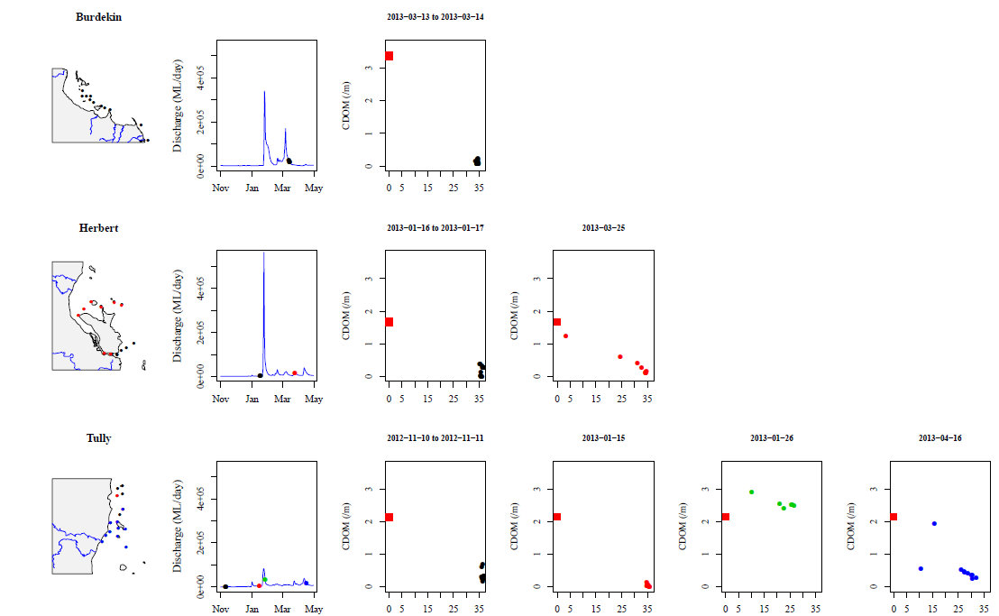 Burdekin
2013−03−13 to 2013−03−14
Discharge (ML/day)
0e+00 2e+05 4e+05
Nov Jan Mar May
CDOM (/m)
0 1 2 3
0 5 15 25 35
Herbert
2013−01−16 to 2013−01−17
2013−03−25
Discharge (ML/day)
0e+00 2e+05 4e+05
Nov Jan Mar May
CDOM (/m)
0 1 2 3
0 5 15 25 35
CDOM (/m)
0 1 2 3
0 5 15 25 35
Tully
2012−11−10 to 2012−11−11
2013−01−15
2013−01−26
2013−04−16
Discharge (ML/day)
0e+00 2e+05 4e+05
Nov Jan Mar May
CDOM (/m)
0 1 2 3
0 5 15 25 35
CDOM (/m)
0 1 2 3
0 5 15 25 35
CDOM (/m)
0 1 2 3
0 5 15 25 35
CDOM (/m)
0 1 2 3
0 5 15 25 35